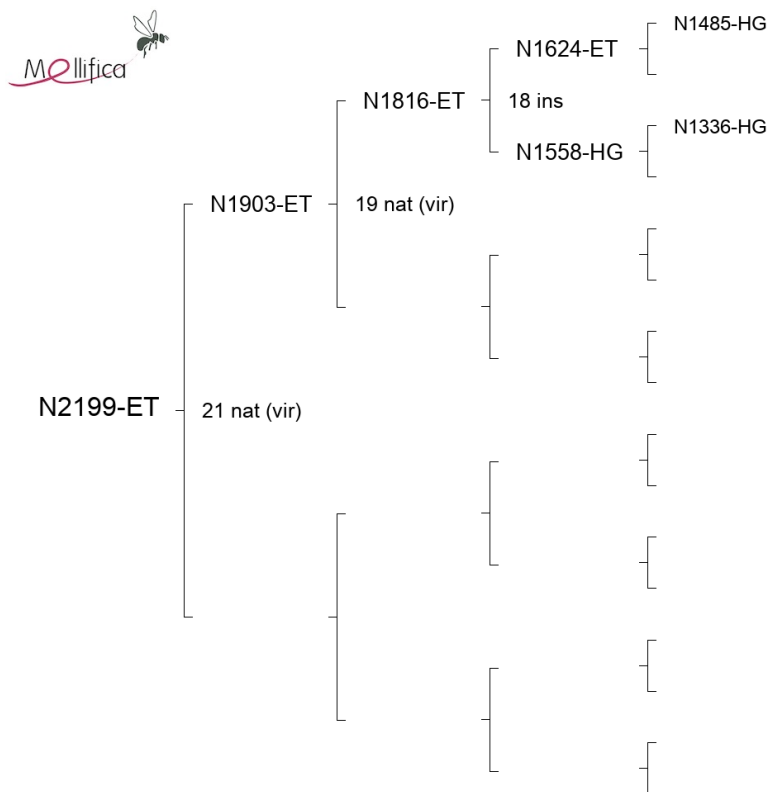 Mellifica
N1485-HG
N1624-ET
N1816-ET
18 ins
N1336-HG
N1558-HG
N1903-ET
19 nat (vir)
N2199-ET
21 nat (vir)